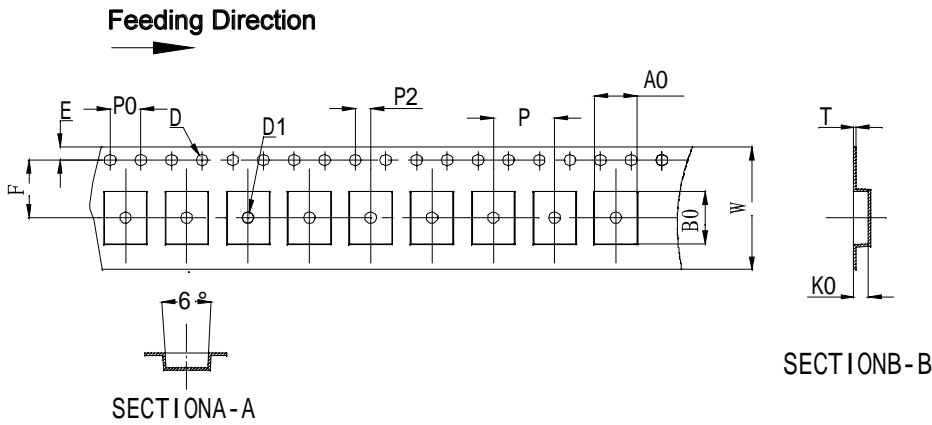 Feeding Direction
E
P0
D
D1
P2
P
A0
T
F
B0
W
K0
6°
SECTIONA-A
SECTIONB-B